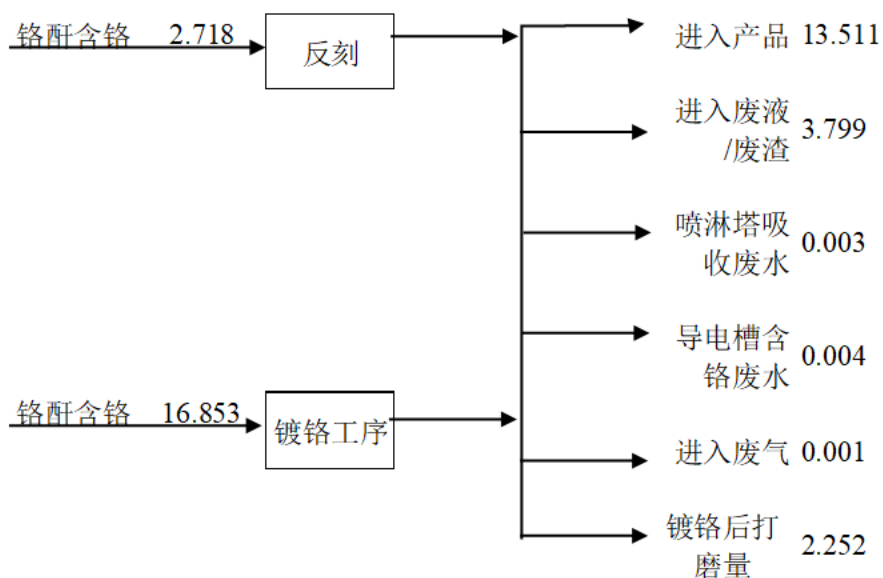 铬酐含铬 2.718
反刻
进入产品 13.511
进入废液
/废渣 3.799
喷淋塔吸
收废水 0.003
导电槽含
铬废水 0.004
铬酐含铬 16.853
镀铬工序
进入废气 0.001
镀铬后打
磨量 2.252